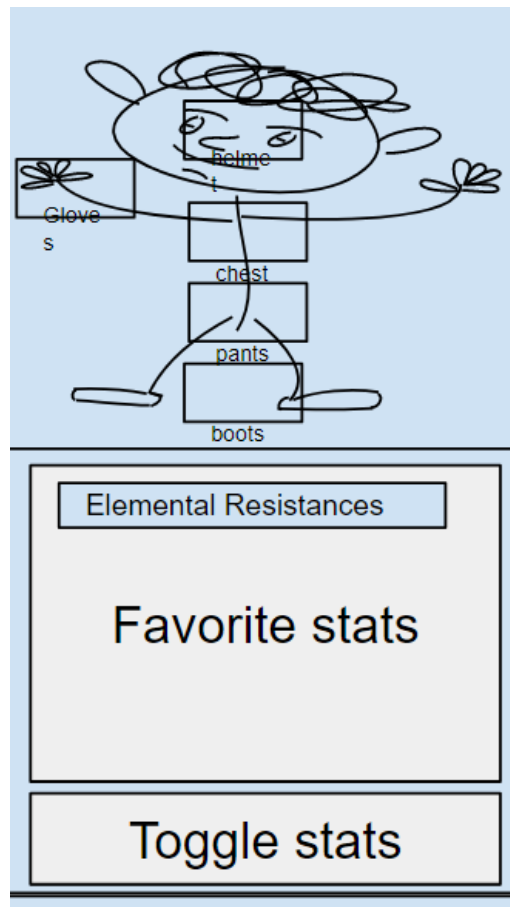 helme
t
Glove
s
chest
pants
boots
Elemental Resistances
Favorite stats
Toggle stats